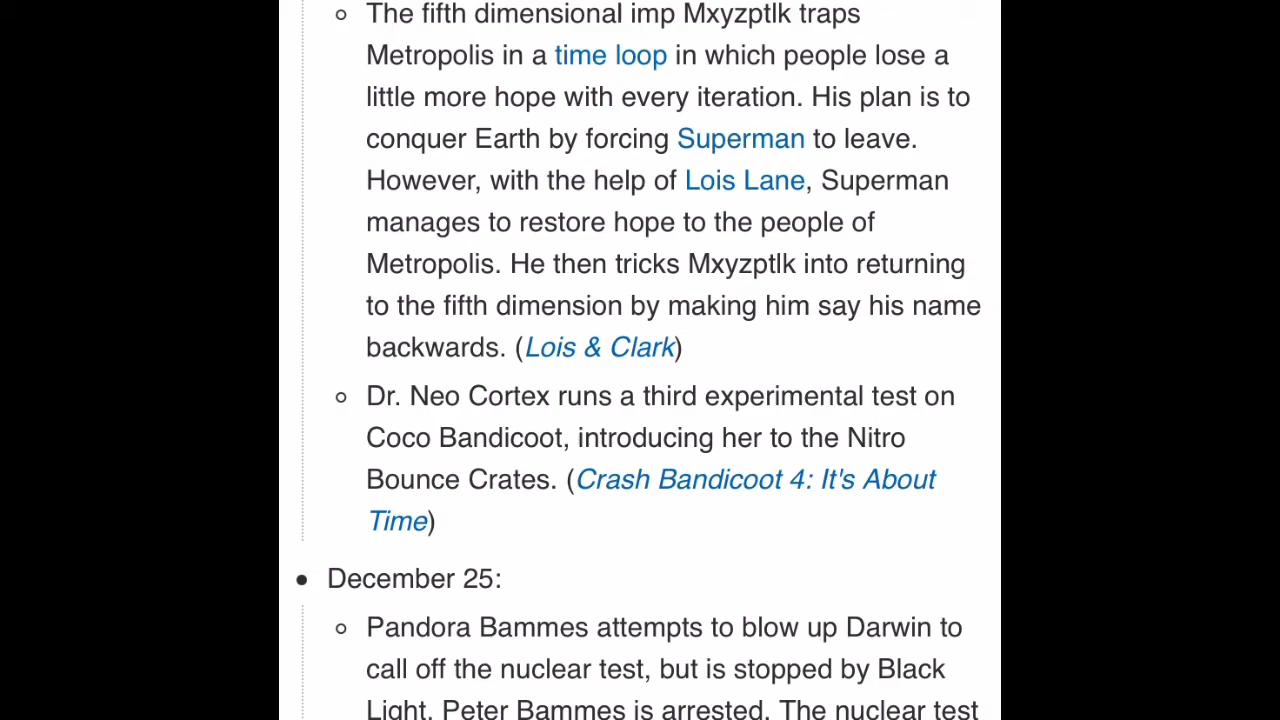 The fifth dimensional imp Mxyzptlk traps
Metropolis in a time loop in which people lose a
little more hope with every iteration. His plan is to
conquer Earth by forcing Superman to leave.
However, with the help of Lois Lane, Superman
manages to restore hope to the people of
Metropolis. He then tricks Mxyzptlk into returning
to the fifth dimension by making him say his name
backwards. (Lois & Clark)
Dr. Neo Cortex runs a third experimental test on
Coco Bandicoot, introducing her to the Nitro
Bounce Crates. (Crash Bandicoot 4: It's About
Time)
December 25:
Pandora Bammes attempts to blow up Darwin to
call off the nuclear test, but is stopped by Black
Light. Peter Bammes is arrested. The nuclear test